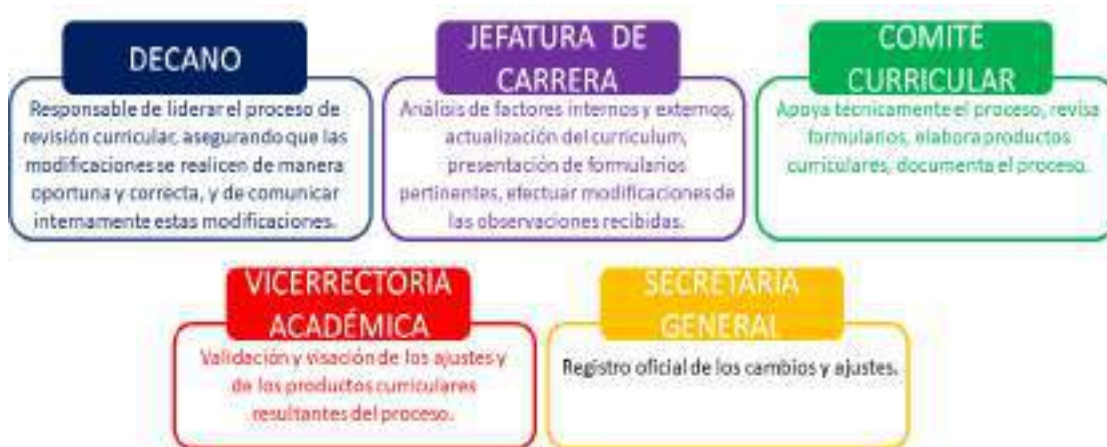 DECANO
Responsable de liderar el proceso de
revisión curricular, asegurando que las
modificaciones se realicen de manera
oportuna y correcta, y de comunicar
internamente estas modificaciones.
JEFATURA DE
CARRERA
Análisis de factores internos y externos,
actualización del curriculum,
presentación de formularios
pertinentes, efectuar modificaciones de
las observaciones recibidas.
COMITÉ
CURRICULAR
Apoya técnicamente el proceso, revisa
formularios, elabora productos
curriculares, documenta el proceso.
VICERRECTORÍA
ACADÉMICA
Validación y visación de los ajustes y
de los productos curriculares
resultantes del proceso.
SECRETARÍA
GENERAL
Registro oficial de los cambios y ajustes.